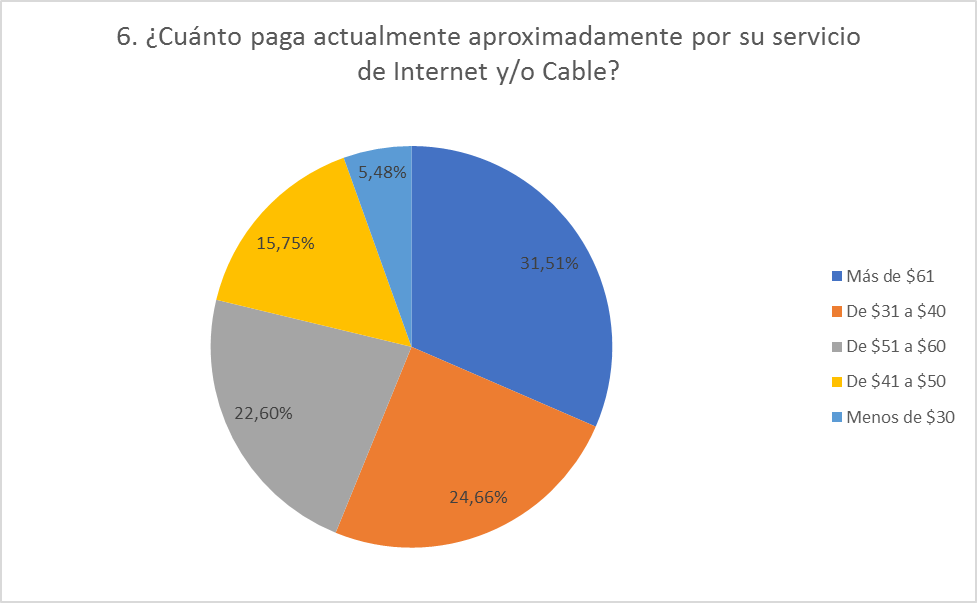 6. ¿Cuánto paga actualmente aproximadamente por su servicio
de Internet y/o Cable?
5,48%
31,51%
15,75%
22,60%
24,66%
Más de $61
De $31 a $40
De $51 a $60
De $41 a $50
Menos de $30